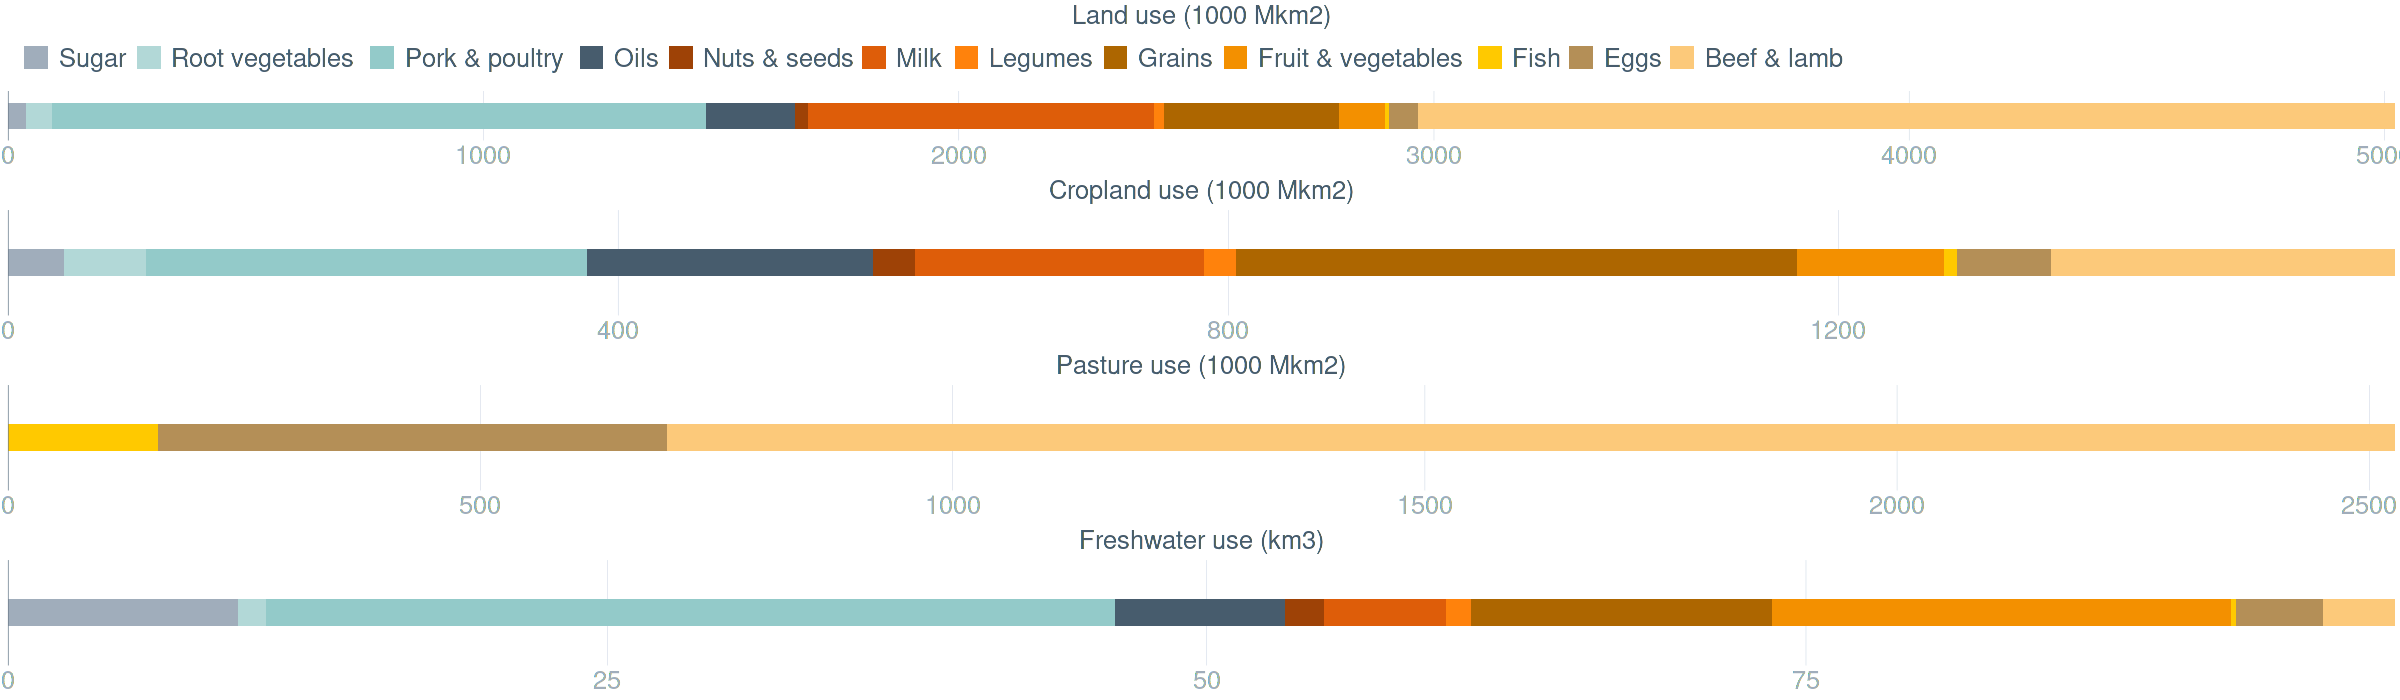 Land use (1000 Mkm2)
Sugar Root vegetables Pork & poultry Oils Nuts & seeds Milk Legumes Grains Fruit & vegetables Fish Eggs Beef & lamb
0 1000 2000 3000 4000 500
Cropland use (1000 Mkm2)
0 400 800 1200
Pasture use (1000 Mkm2)
0 500 1000 1500 2000 2500
Freshwater use (km3)
0 25 50 75